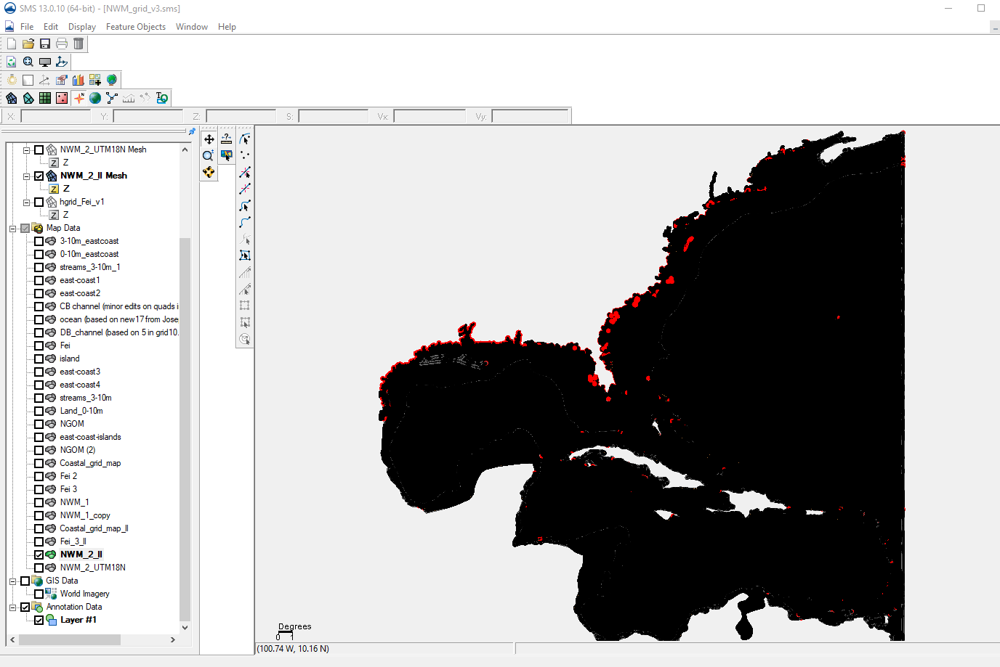 SMS 13.0.10 (64-bit) - [NWM_grid_v3.sms]
File Edit Display Feature Objects Window Help
X: Y: Z: S: Vx: Vy:
NWM_2_UTM18N Mesh
Z Z
NWM_2_ll Mesh
Z Z
hgrid_Fei_v1
Z Z
Map Data
3-10m_eastcoast
0-10m_eastcoast
streams_3-10m_1
east-coast1
east-coast2
CB channel (minor edits on quads i
ocean (based on new17 from Jose
DB_channel (based on 5 in grid10.
Fei
island
east-coast3
east-coast4
streams_3-10m
Land_0-10m
NGOM
east-coast-islands
NGOM (2)
Coastal_grid_map
Fei 2
Fei 3
NWM_1
NWM_1_copy
Coastal_grid_map_ll
Fei_3_ll
NWM_2_ll
NWM_2_UTM18N
GIS Data
World Imagery
Annotation Data
Layer #1
Degrees
0 1
(100.74 W, 10.16 N)